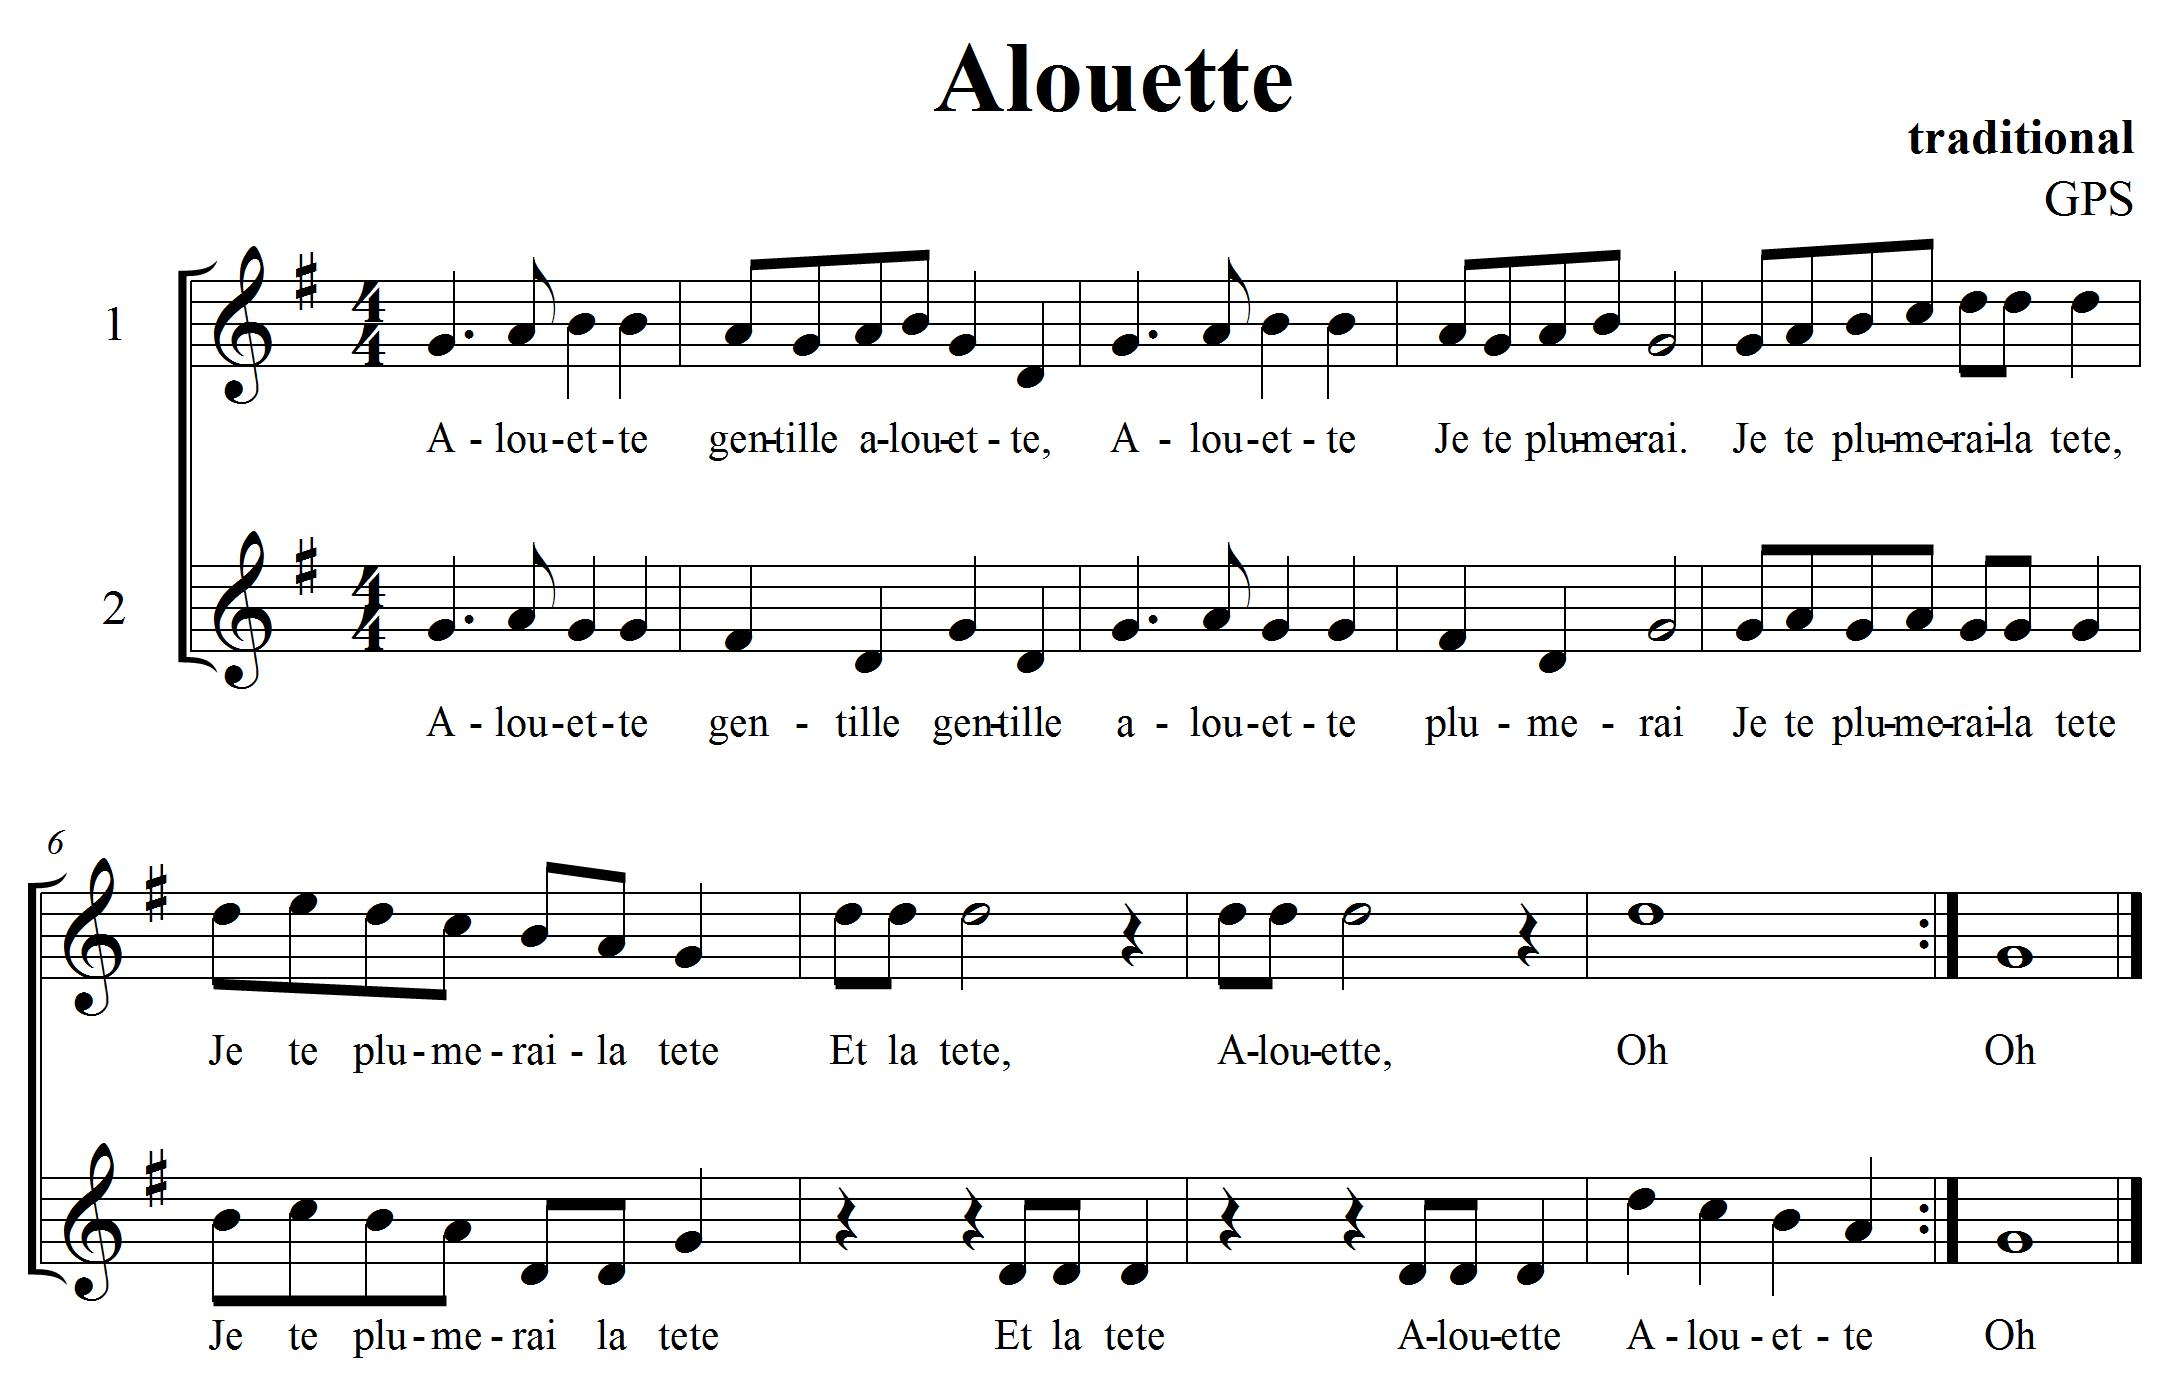 Alouette
traditional
GPS
1
A - lou-et-te gen-tille a-lou-et-te, A - lou-et-te Je te plu-me-rai. Je te plu-me-rai-la tete,
2
A - lou-et-te gen - tille gen-tille a - lou-et-te plu - me - rai Je te plu-me-rai-la tete
6
Je te plu-me-rai-la tete Et la tete, A-lou-ette, Oh Oh
Je te plu-me-rai la tete Et la tete A-lou-ette A-lou-et-te Oh